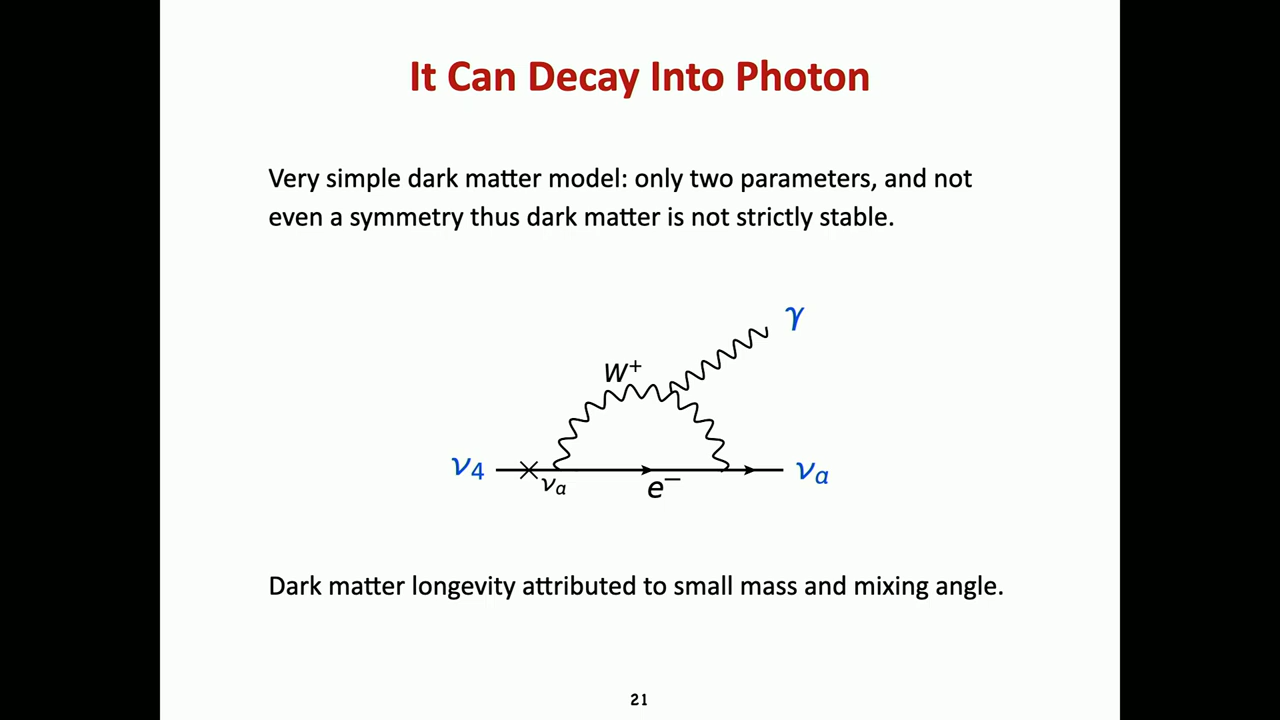 It Can Decay Into Photon
Very simple dark matter model: only two parameters, and not
even a symmetry thus dark matter is not strictly stable.
γ
W⁺
ν₄
νₐ
e⁻
νₐ
Dark matter longevity attributed to small mass and mixing angle.
21